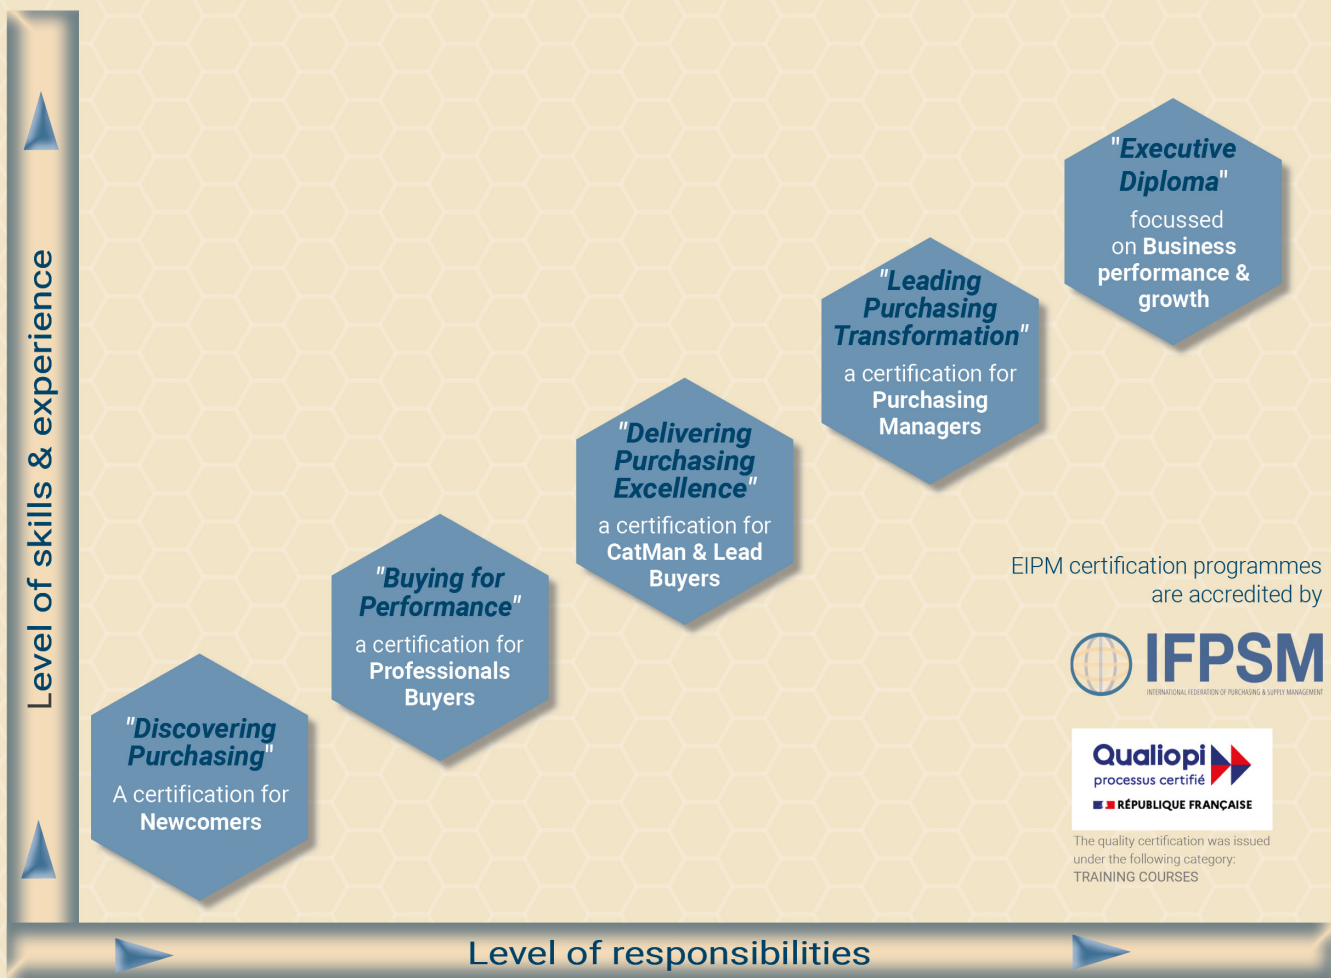 "Executive
Diploma"
focussed
on Business
performance &
growth
"Leading
Purchasing
Transformation"
a certification for
Purchasing
Managers
"Delivering
Purchasing
Excellence"
a certification for
CatMan & Lead
Buyers
"Buying for
Performance"
a certification for
Professionals
Buyers
"Discovering
Purchasing"
A certification for
Newcomers
Level of skills & experience
EIPM certification programmes
are accredited by
IFPSM
INTERNATIONAL FEDERATION OF PURCHASING & SUPPLY MANAGEMENT
Qualiopi
processus certifié
RÉPUBLIQUE FRANÇAISE
The quality certification was issued
under the following category:
TRAINING COURSES
Level of responsibilities